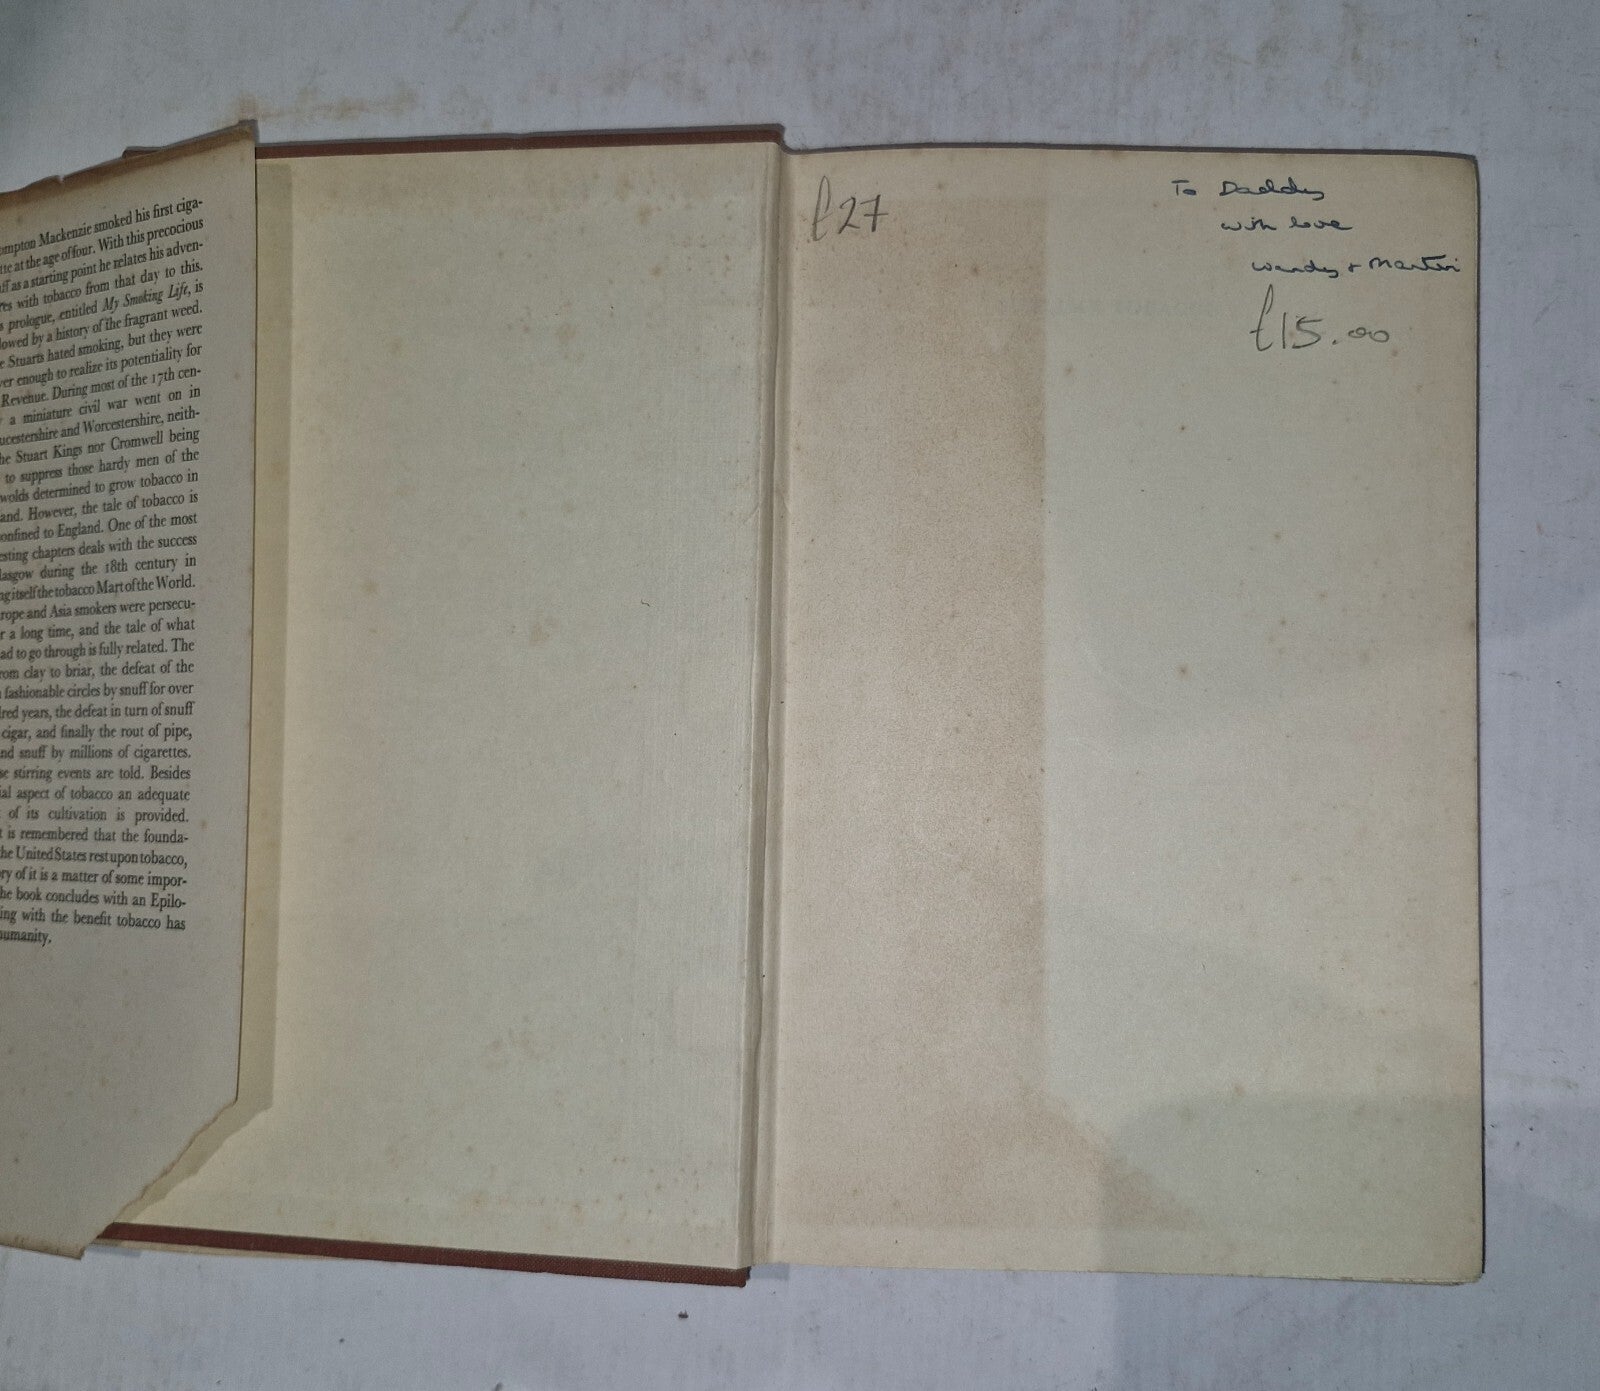 ompton Mackenzie smoked his first ciga-
tte at the age of four. With this precocious
ff as a starting point he relates his adven-
res with tobacco from that day to this.
s prologue, entitled My Smoking Life, is
lowed by a history of the fragrant weed.
e Stuarts hated smoking, but they were
ver enough to realize its potentiality for
Revenue. During most of the 17th cen-
a miniature civil war went on in
ucestershire and Worcestershire, neith-
he Stuart Kings nor Cromwell being
to suppress those hardy men of the
wolds determined to grow tobacco in
and. However, the tale of tobacco is
onfined to England. One of the most
esting chapters deals with the success
lasgow during the 18th century in
ng itself the tobacco Mart of the World.
rope and Asia smokers were persecu-
r a long time, and the tale of what
ad to go through is fully related. The
rom clay to briar, the defeat of the
fashionable circles by snuff for over
dred years, the defeat in turn of snuff
cigar, and finally the rout of pipe,
nd snuff by millions of cigarettes.
se stirring events are told. Besides
ial aspect of tobacco an adequate
of its cultivation is provided.
t is remembered that the founda-
he United States rest upon tobacco,
ry of it is a matter of some impor-
he book concludes with an Epilo-
ing with the benefit tobacco has
umanity.
£27
To Daddy
with love
Wendy + Martin
£15.00